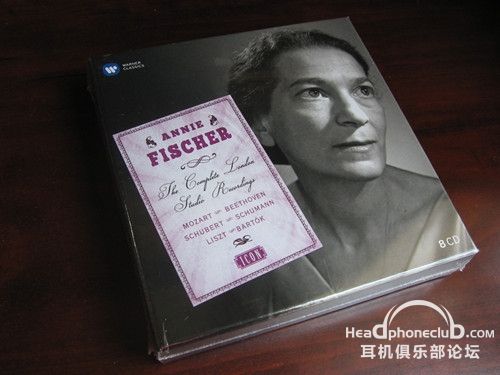 WARNER
CLASSICS
ANNIE
FISCHER
The Complete London
Studio Recordings
MOZART BEETHOVEN
SCHUBERT SCHUMANN
LISZT BARTÓK
ICON
8 CD
Headphoneclub.com
耳机俱乐部论坛